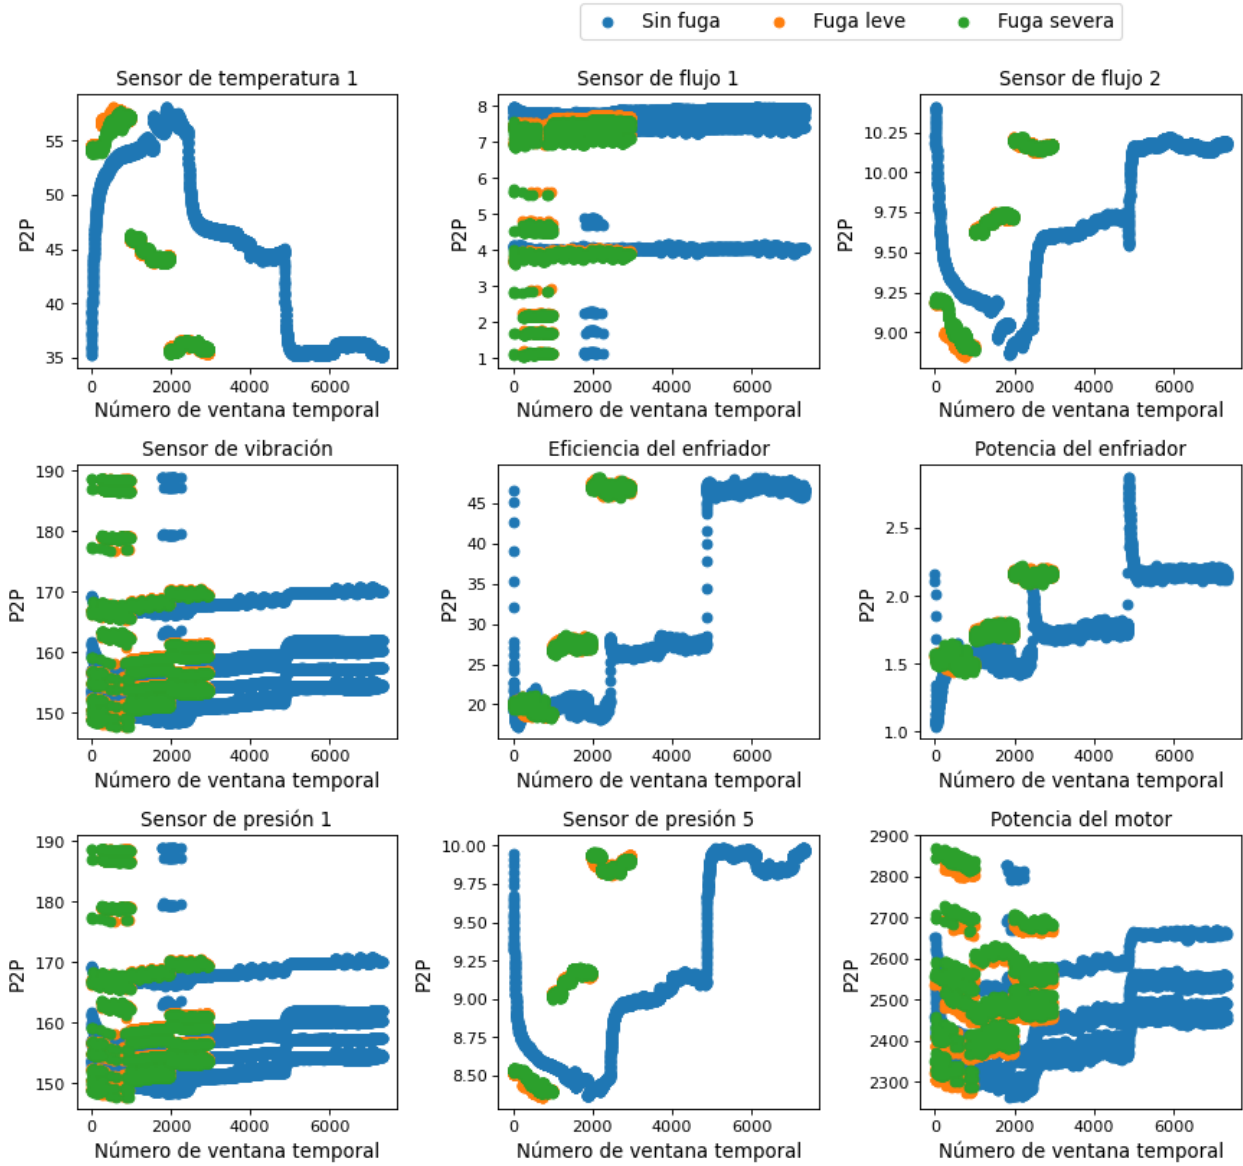 Sin fuga Fuga leve Fuga severa
Sensor de temperatura 1
55
50
45
40
35
P2P
0 2000 4000 6000
Número de ventana temporal
Sensor de flujo 1
8
7
6
5
4
3
2
1
P2P
0 2000 4000 6000
Número de ventana temporal
Sensor de flujo 2
10.25
10.00
9.75
9.50
9.25
9.00
P2P
0 2000 4000 6000
Número de ventana temporal
Sensor de vibración
190
180
170
160
150
P2P
0 2000 4000 6000
Número de ventana temporal
Eficiencia del enfriador
45
40
35
30
25
20
P2P
0 2000 4000 6000
Número de ventana temporal
Potencia del enfriador
2.5
2.0
1.5
1.0
P2P
0 2000 4000 6000
Número de ventana temporal
Sensor de presión 1
190
180
170
160
150
P2P
0 2000 4000 6000
Número de ventana temporal
Sensor de presión 5
10.00
9.75
9.50
9.25
9.00
8.75
8.50
P2P
0 2000 4000 6000
Número de ventana temporal
Potencia del motor
2900
2800
2700
2600
2500
2400
2300
P2P
0 2000 4000 6000
Número de ventana temporal